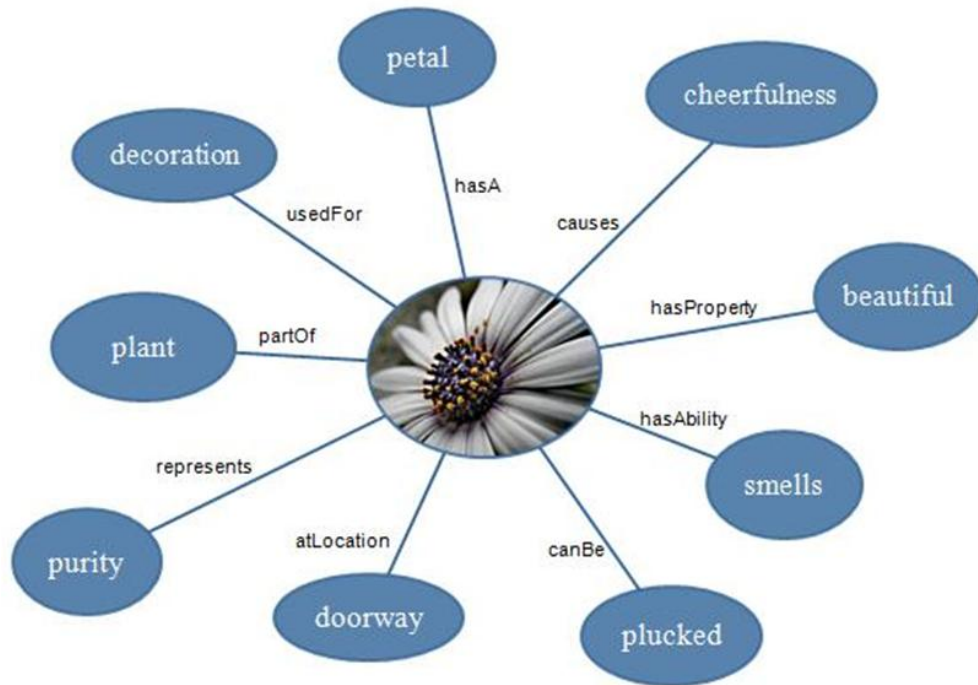 petal
cheerfulness
decoration
hasA
usedFor
causes
beautiful
hasProperty
plant
partOf
hasAbility
represents
smells
atLocation
canBe
purity
doorway
plucked